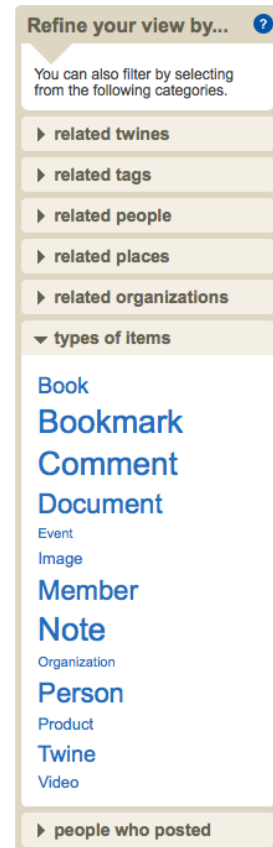 Refine your view by... ?
You can also filter by selecting
from the following categories.
related twines
related tags
related people
related places
related organizations
types of items
Book
Bookmark
Comment
Document
Event
Image
Member
Note
Organization
Person
Product
Twine
Video
people who posted